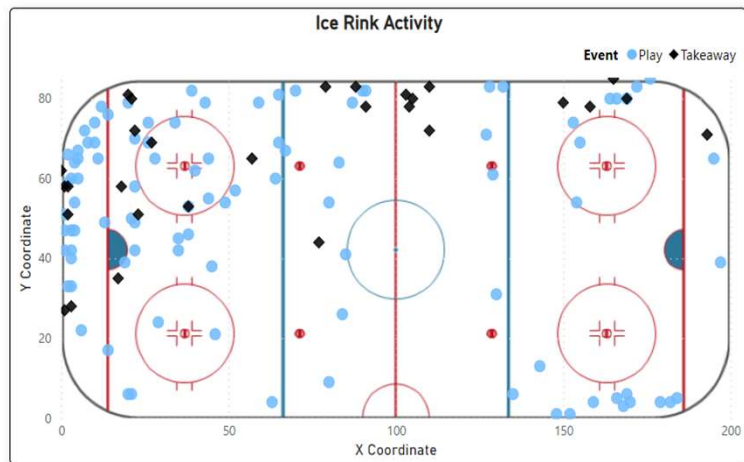 Ice Rink Activity
Event Play Takeaway
80
60
40
20
0
Y Coordinate
0 50 100 150 200
X Coordinate